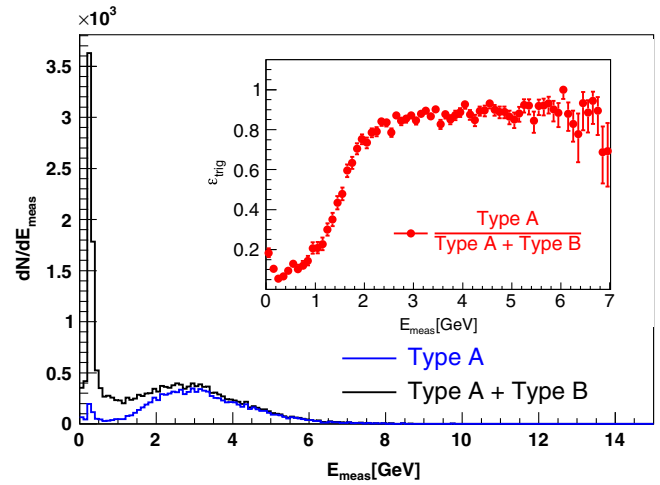 ×10³
3.5
3
2.5
2
1.5
1
0.5
0
dN/dE_meas
0 2 4 6 8 10 12 14
E_meas[GeV]
1
0.8
0.6
0.4
0.2
ε_trig
0 1 2 3 4 5 6 7
E_meas[GeV]
Type A
Type A + Type B
Type A
Type A + Type B